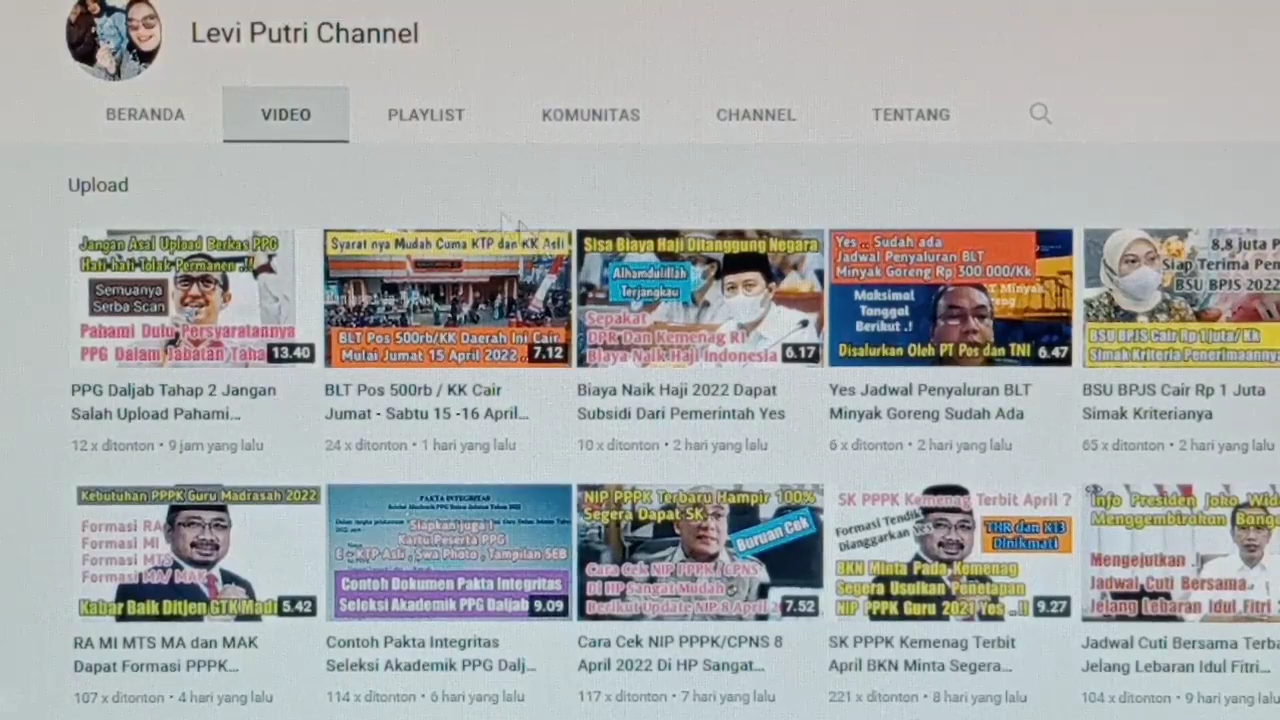 Levi Putri Channel
BERANDA VIDEO PLAYLIST KOMUNITAS CHANNEL TENTANG
Upload
Jangan Asal Upload Berkas PPG
Hati-hati Tolak Permanen .!!
Semuanya
Serba Scan
Pahami Dulu Persyaratannya
PPG Dalam Jabatan Taha
13.40
PPG Daljab Tahap 2 Jangan
Salah Upload Pahami...
12 x ditonton • 9 jam yang lalu
Syarat nya Mudah Cuma KTP dan KK Asli
BLT Pos 500rb/KK Daerah Ini Cair
Mulai Jumat 15 April 2022
7.12
BLT Pos 500rb / KK Cair
Jumat - Sabtu 15 -16 April...
24 x ditonton • 1 hari yang lalu
Sisa Biaya Haji Ditanggung Negara
Alhamdulillah
Terjangkau
Sepakat
DPR Dan Kemenag RI
Biaya Naik Haji Indonesia
6.17
Biaya Naik Haji 2022 Dapat
Subsidi Dari Pemerintah Yes
10 x ditonton • 2 hari yang lalu
Yes .. Sudah ada
Jadwal Penyaluran BLT
Minyak Goreng Rp 300.000/Kk
Maksimal
Tanggal
Berikut .!
Disalurkan Oleh PT Pos dan TNI
6.47
Yes Jadwal Penyaluran BLT
Minyak Goreng Sudah Ada
6 x ditonton • 2 hari yang lalu
8,8 juta P
Siap Terima Pen
BSU BPJS 2022
BSU BPJS Cair Rp 1 Juta/ Kk
Simak Kriteria Penerimaannya
BSU BPJS Cair Rp 1 Juta
Simak Kriterianya
65 x ditonton • 2 hari yang lalu
Kebutuhan PPPK Guru Madrasah 2022
Formasi RA
Formasi MI
Formasi MTS
Formasi MA/ MAK
Kabar Baik Ditjen GTK Mad
5.42
RA MI MTS MA dan MAK
Dapat Formasi PPPK...
107 x ditonton • 4 hari yang lalu
PAKTA INTEGRITAS
Siapkan juga !
Kartu Peserta PPG
E - KTP Asli , Swa Photo , Tampilan SEB
Contoh Dokumen Pakta Integritas
Seleksi Akademik PPG Daljab
9.09
Contoh Pakta Integritas
Seleksi Akademik PPG Dalj...
114 x ditonton • 6 hari yang lalu
NIP PPPK Terbaru Hampir 100%
Segera Dapat SK.
Buruan Cek
Cara Cek NIP PPPK /CPNS
Di HP Sangat Mudah
Berikut Update NIP 8 April 2
7.52
Cara Cek NIP PPPK/CPNS 8
April 2022 Di HP Sangat...
117 x ditonton • 7 hari yang lalu
SK PPPK Kemenag Terbit April ?
Formasi Tendik
Dianggarkan Yes
THR dan K13
Dinikmati
BKN Minta Pada Kemenag
Segera Usulkan Penetapan
NIP PPPK Guru 2021 Yes ..!!
9.27
SK PPPK Kemenag Terbit
April BKN Minta Segera...
221 x ditonton • 8 hari yang lalu
Info Presiden Joko Wid
Menggembirakan Bang
Mengejutkan .!
Jadwal Cuti Bersama
Jelang Lebaran Idul Fitri
Jadwal Cuti Bersama Terba
Jelang Lebaran Idul Fitri...
104 x ditonton • 9 hari yang lalu